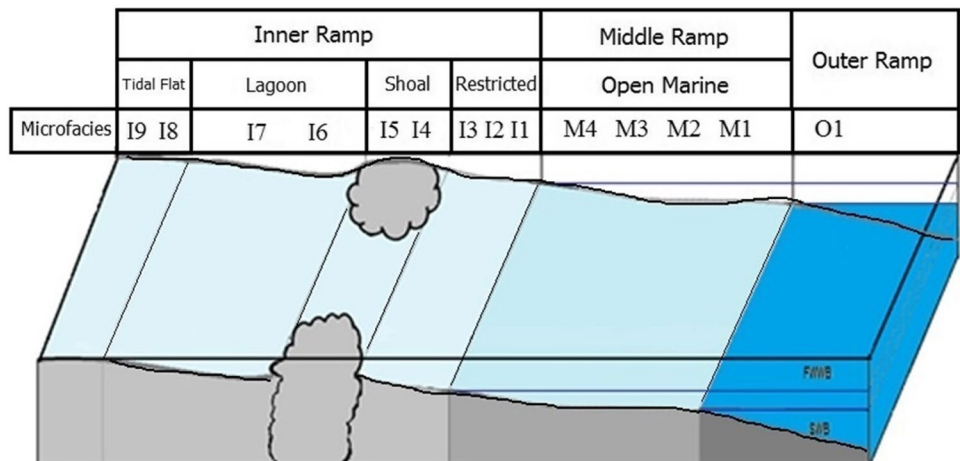 Inner Ramp Middle Ramp Outer Ramp
Tidal Flat Lagoon Shoal Restricted Open Marine
Microfacies I9 I8 I7 I6 I5 I4 I3 I2 I1 M4 M3 M2 M1 O1
FWWB
SWB